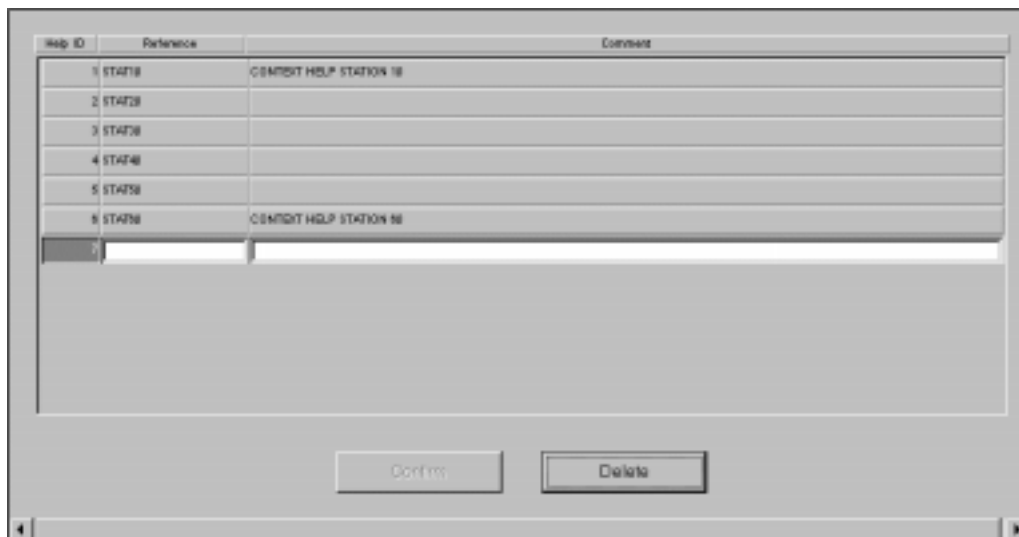 Help ID Reference Comment
1 STAT10 CONTEXT HELP STATION 10
2 STAT20
3 STAT30
4 STAT40
5 STAT50
6 STAT60 CONTEXT HELP STATION 60
7
Confirm Delete